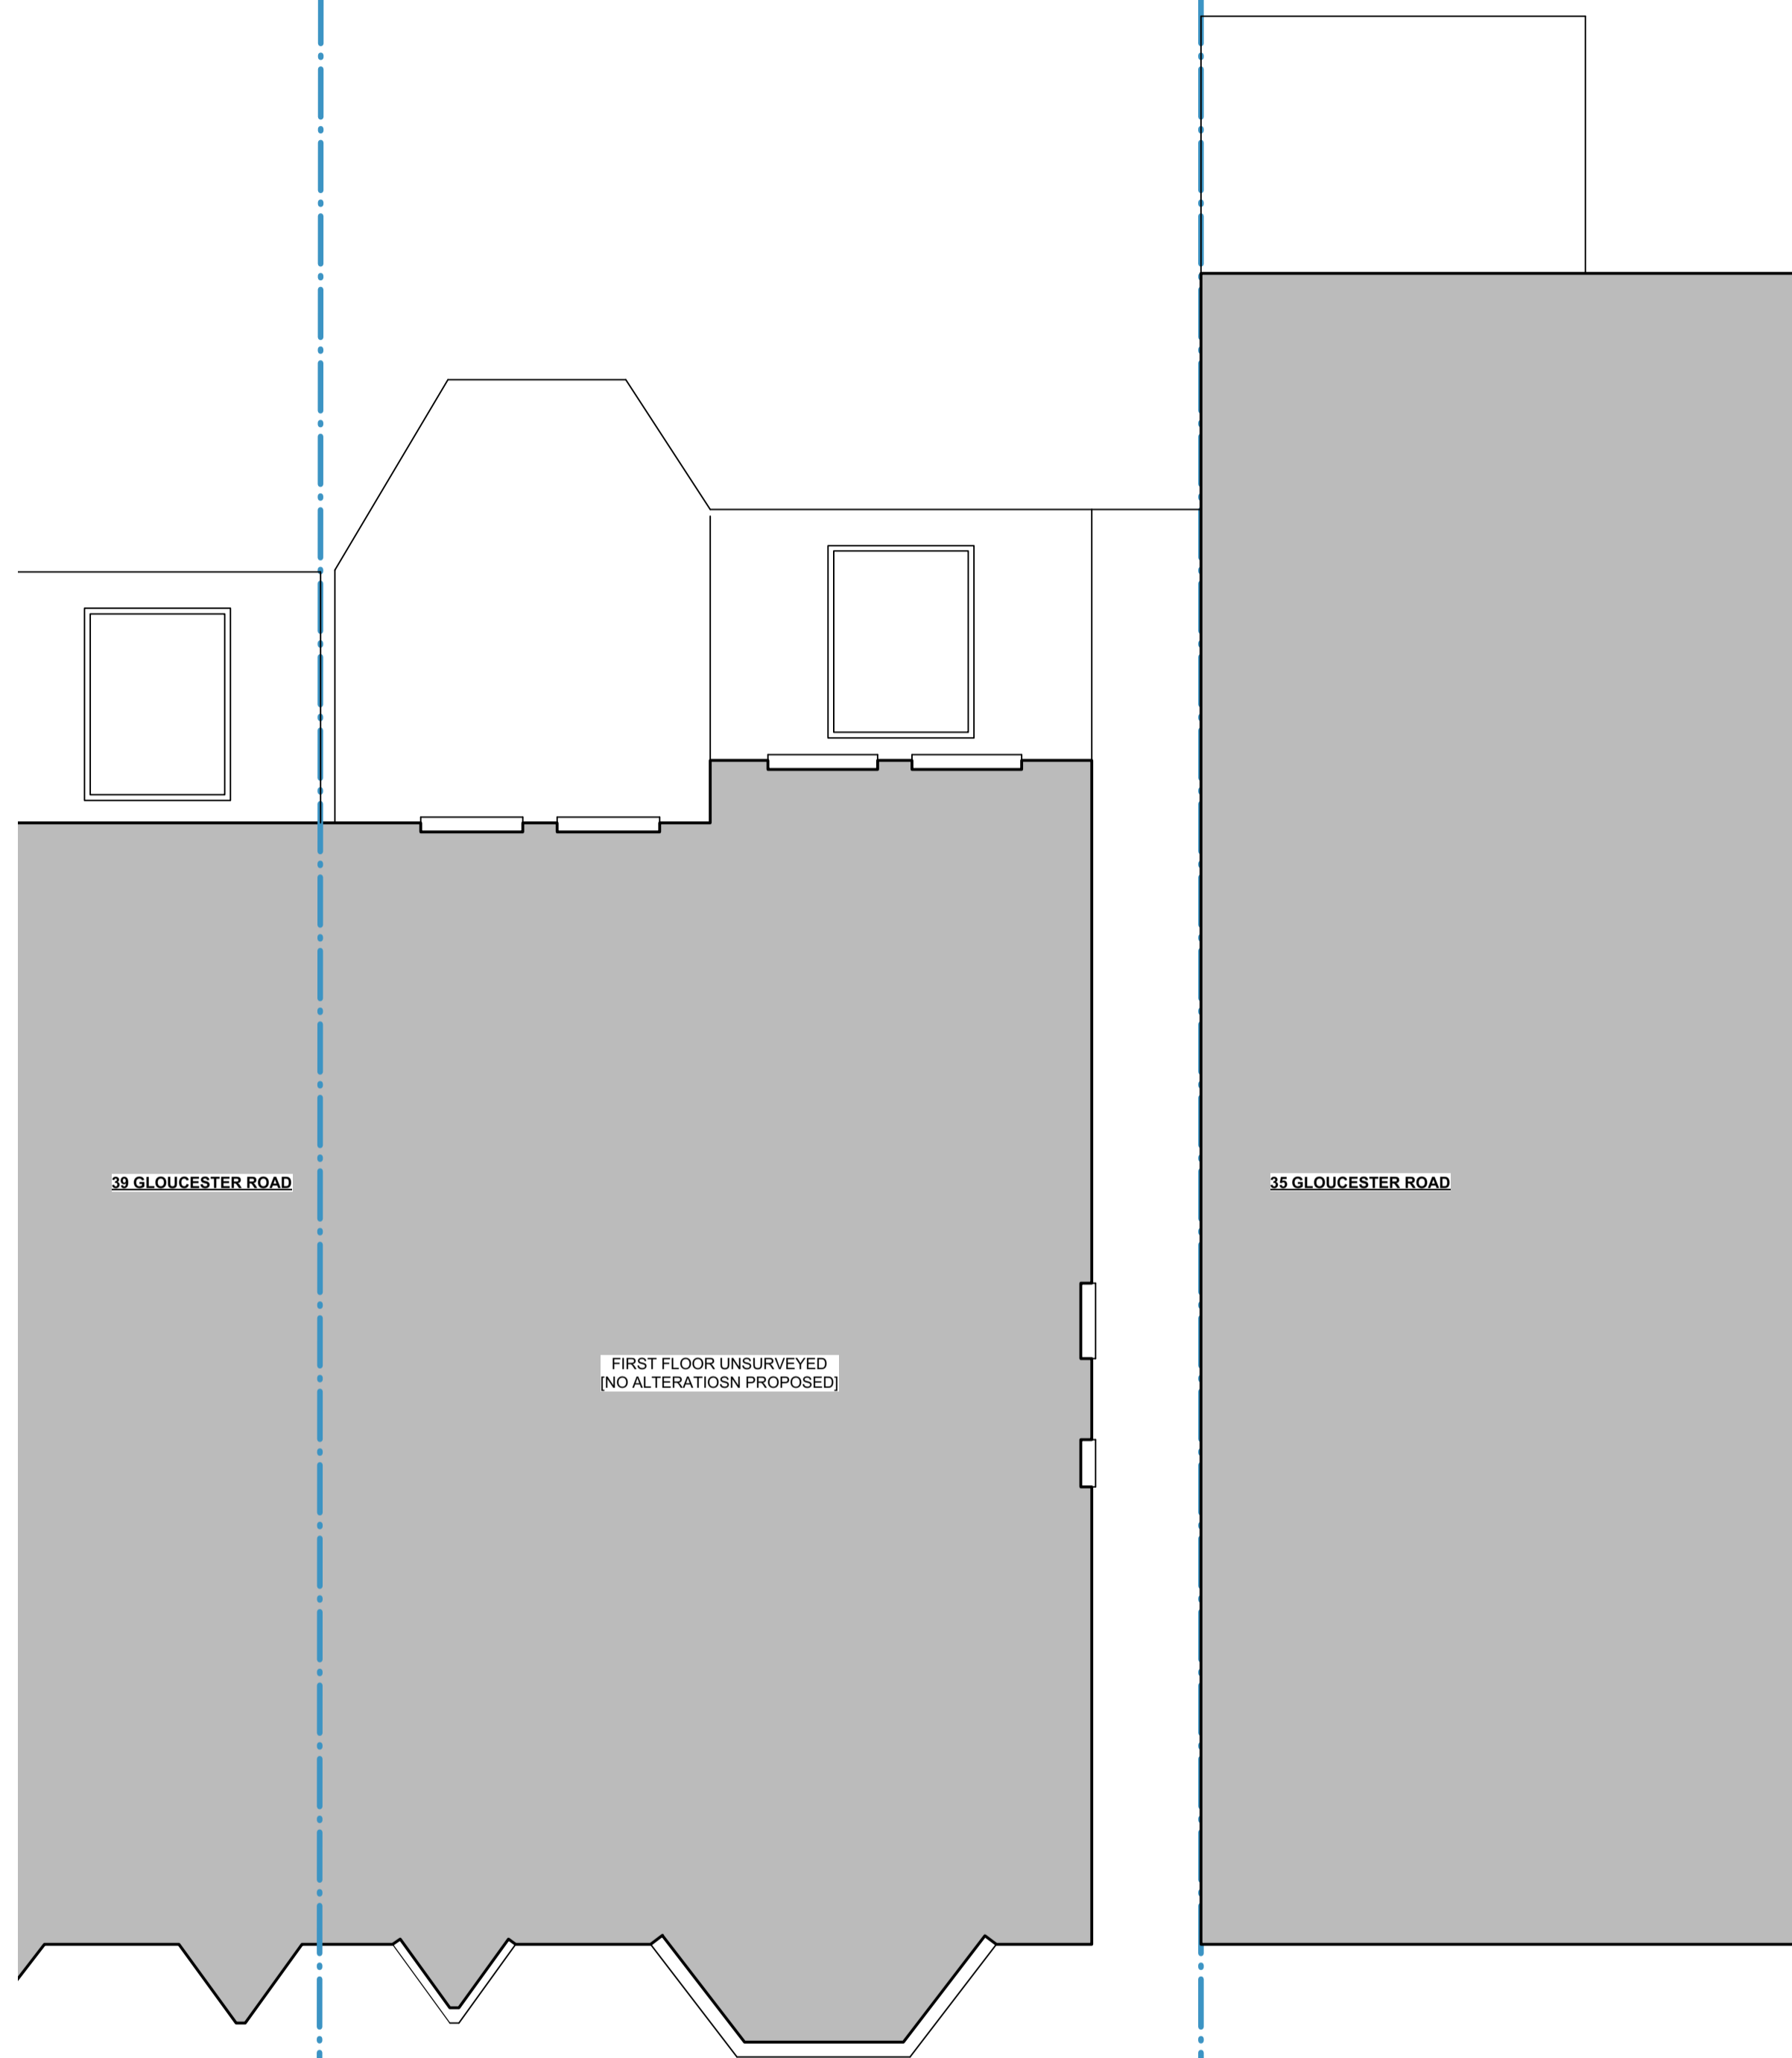 39 GLOUCESTER ROAD
35 GLOUCESTER ROAD
FIRST FLOOR UNSURVEYED
[NO ALTERATIOSN PROPOSED]